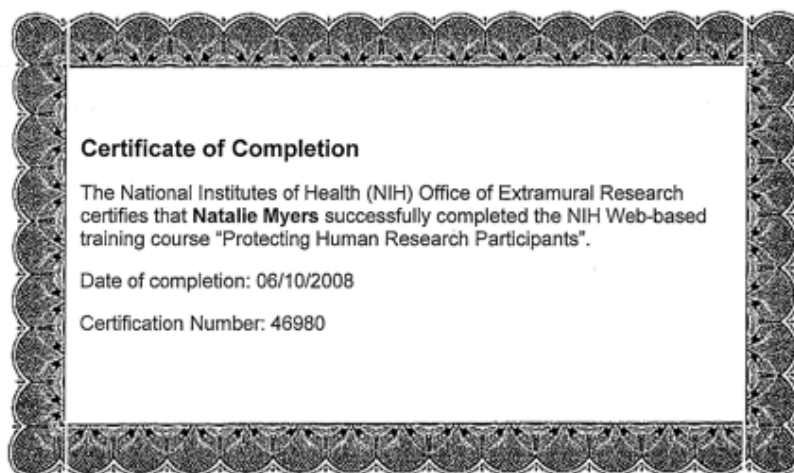 Certificate of Completion
The National Institutes of Health (NIH) Office of Extramural Research
certifies that Natalie Myers successfully completed the NIH Web-based
training course “Protecting Human Research Participants”.
Date of completion: 06/10/2008
Certification Number: 46980